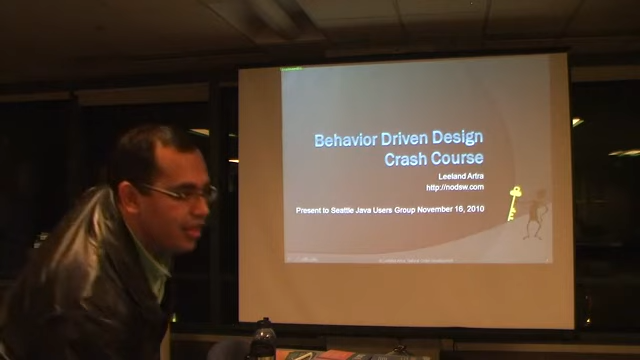 Behavior Driven Design
Crash Course
Leeland Artra
http://nodsw.com
Present to Seattle Java Users Group November 16, 2010